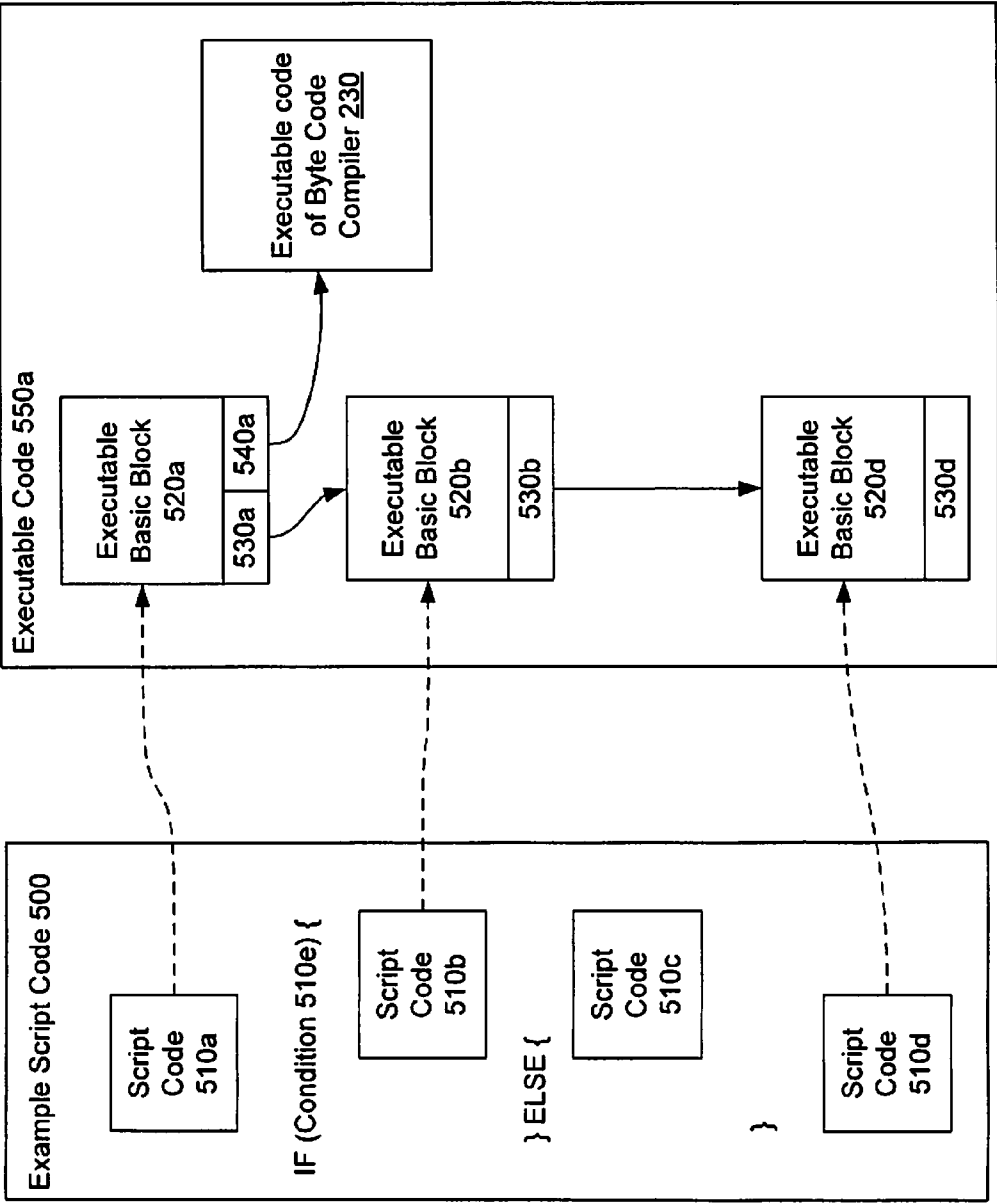 Example Script Code 500
Script
Code
510a
IF (Condition 510e) {
Script
Code
510b
} ELSE {
Script
Code
510c
}
Script
Code
510d
Executable Code 550a
Executable
Basic Block
520a
530a
540a
Executable code
of Byte Code
Compiler 230
Executable
Basic Block
520b
530b
Executable
Basic Block
520d
530d